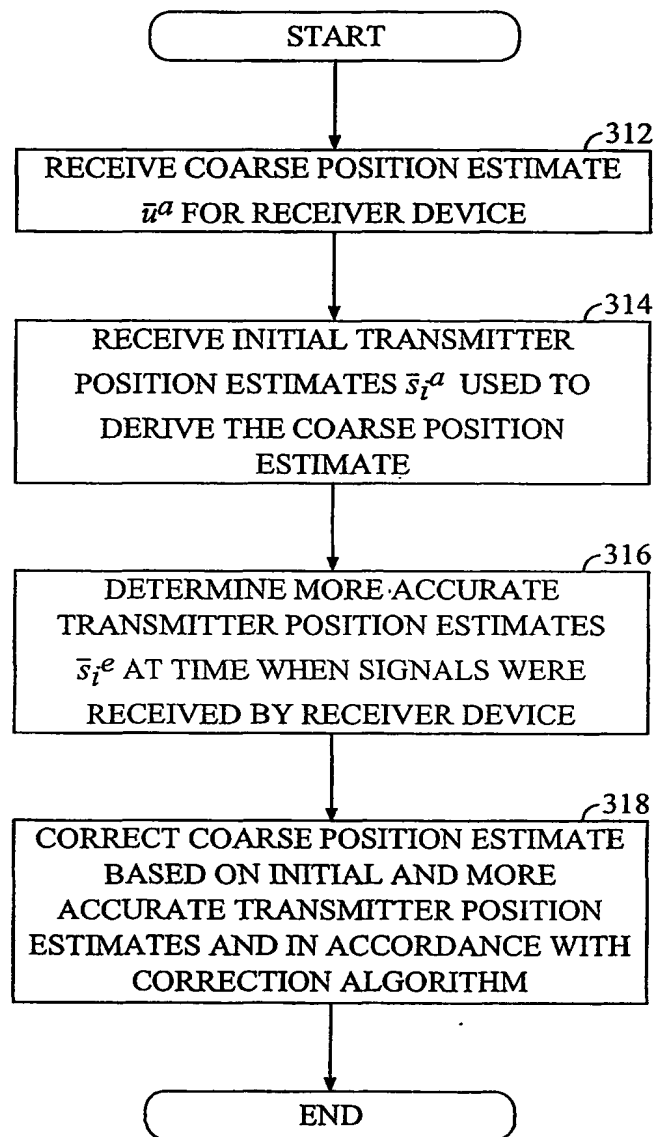 START
312
RECEIVE COARSE POSITION ESTIMATE
ū^a FOR RECEIVER DEVICE
314
RECEIVE INITIAL TRANSMITTER
POSITION ESTIMATES s̄_i^a USED TO
DERIVE THE COARSE POSITION
ESTIMATE
316
DETERMINE MORE ACCURATE
TRANSMITTER POSITION ESTIMATES
s̄_i^e AT TIME WHEN SIGNALS WERE
RECEIVED BY RECEIVER DEVICE
318
CORRECT COARSE POSITION ESTIMATE
BASED ON INITIAL AND MORE
ACCURATE TRANSMITTER POSITION
ESTIMATES AND IN ACCORDANCE WITH
CORRECTION ALGORITHM
END